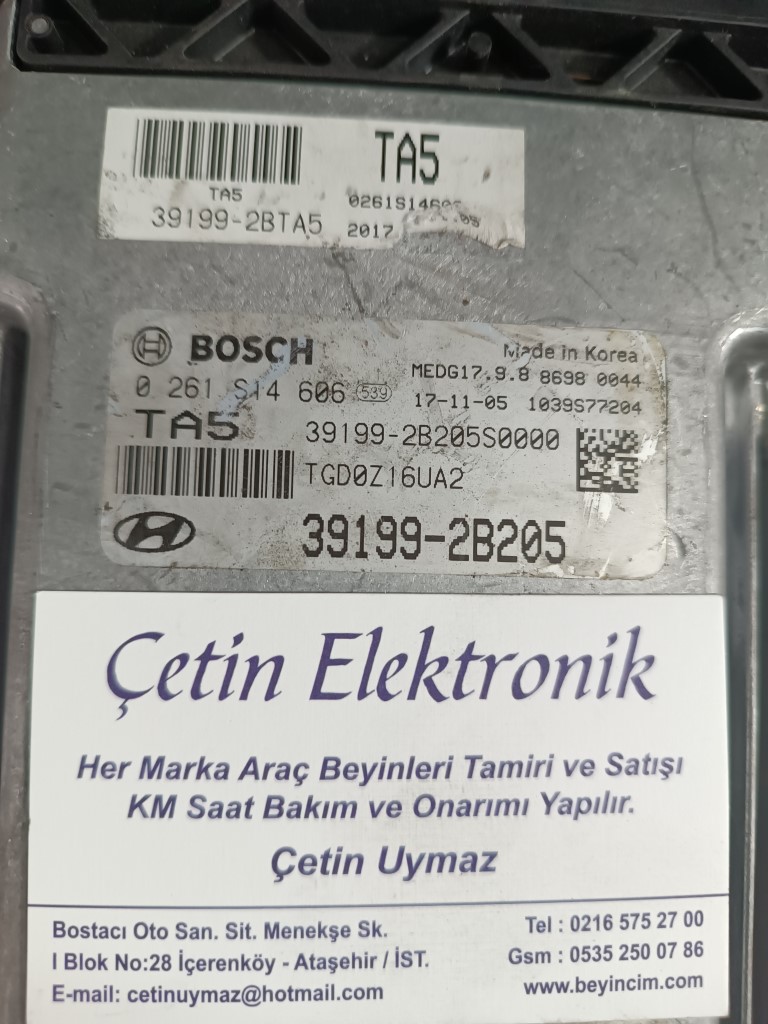 TA5
TA5
39199-2BTA5
2017
BOSCH
Made in Korea
MEDG17.9.8 8698 0044
0 261 S14 606 539
17-11-05 1039S77204
TA5
39199-2B205S0000
TGD0Z16UA2
39199-2B205
Çetin Elektronik
Her Marka Araç Beyinleri Tamiri ve Satışı
KM Saat Bakım ve Onarımı Yapılır.
Çetin Uymaz
Bostacı Oto San. Sit. Menekşe Sk.
I Blok No:28 İçerenköy - Ataşehir / İST.
E-mail: cetinuymaz@hotmail.com
Tel : 0216 575 27 00
Gsm : 0535 250 07 86
www.beyincim.com